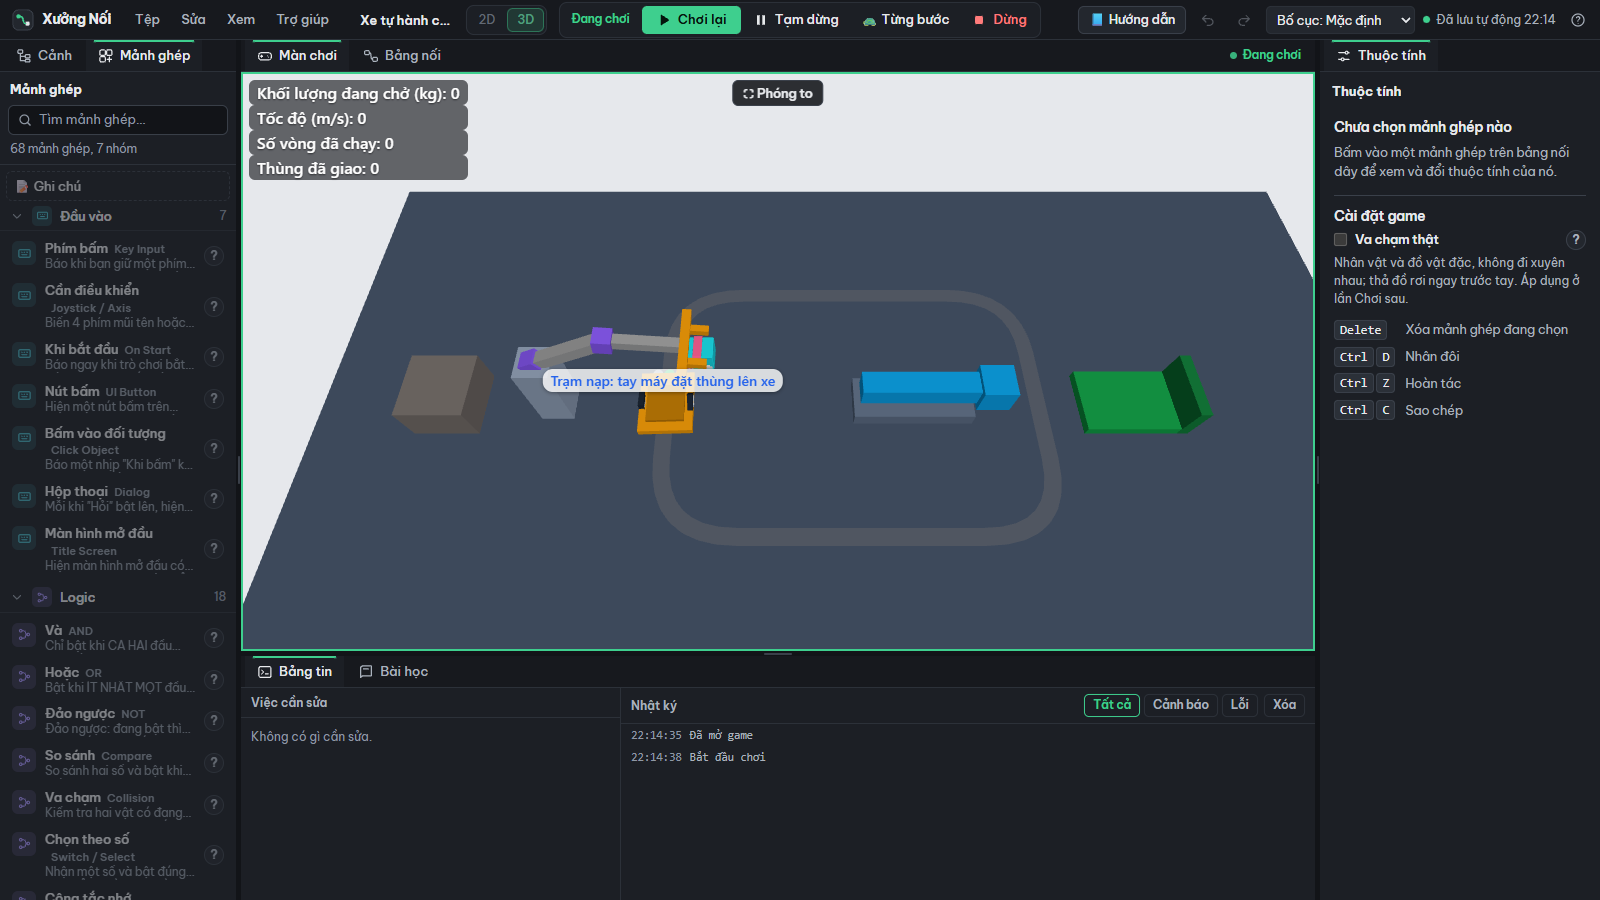 Xưởng Nối
Tệp
Sửa
Xem
Trợ giúp
Xe tự hành c...
2D
3D
Đang chơi
Chơi lại
Tạm dừng
Từng bước
Dừng
Hướng dẫn
Bố cục: Mặc định
Đã lưu tự động 22:14
Cảnh
Mảnh ghép
Màn chơi
Bảng nối
Đang chơi
Thuộc tính
Mảnh ghép
Tìm mảnh ghép...
68 mảnh ghép, 7 nhóm
Ghi chú
Đầu vào
7
Phím bấm Key Input
Báo khi bạn giữ một phím...
?
Cần điều khiển
Joystick / Axis
Biến 4 phím mũi tên hoặc...
?
Khi bắt đầu On Start
Báo ngay khi trò chơi bắt...
?
Nút bấm UI Button
Hiện một nút bấm trên...
?
Bấm vào đối tượng
Click Object
Báo một nhịp "Khi bấm" k...
?
Hộp thoại Dialog
Mỗi khi "Hỏi" bật lên, hiện...
?
Màn hình mở đầu
Title Screen
Hiện màn hình mở đầu có...
?
Logic
18
Và AND
Chỉ bật khi CẢ HAI đầu...
?
Hoặc OR
Bật khi ÍT NHẤT MỘT đầu...
?
Đảo ngược NOT
Đảo ngược: đang bật thì...
?
So sánh Compare
So sánh hai số và bật khi...
?
Va chạm Collision
Kiểm tra hai vật có đang...
?
Chọn theo số
Switch / Select
Nhận một số và bật đúng...
?
Công tắc nhớ
Khối lượng đang chở (kg): 0
Tốc độ (m/s): 0
Số vòng đã chạy: 0
Thùng đã giao: 0
Phóng to
Trạm nạp: tay máy đặt thùng lên xe
Bảng tin
Bài học
Việc cần sửa
Không có gì cần sửa.
Nhật ký
Tất cả
Cảnh báo
Lỗi
Xóa
22:14:35 Đã mở game
22:14:38 Bắt đầu chơi
Thuộc tính
Chưa chọn mảnh ghép nào
Bấm vào một mảnh ghép trên bảng nối
dây để xem và đổi thuộc tính của nó.
Cài đặt game
Va chạm thật
?
Nhân vật và đồ vật đặc, không đi xuyên
nhau; thả đồ rơi ngay trước tay. Áp dụng ở
lần Chơi sau.
Delete Xóa mảnh ghép đang chọn
Ctrl D Nhân đôi
Ctrl Z Hoàn tác
Ctrl C Sao chép